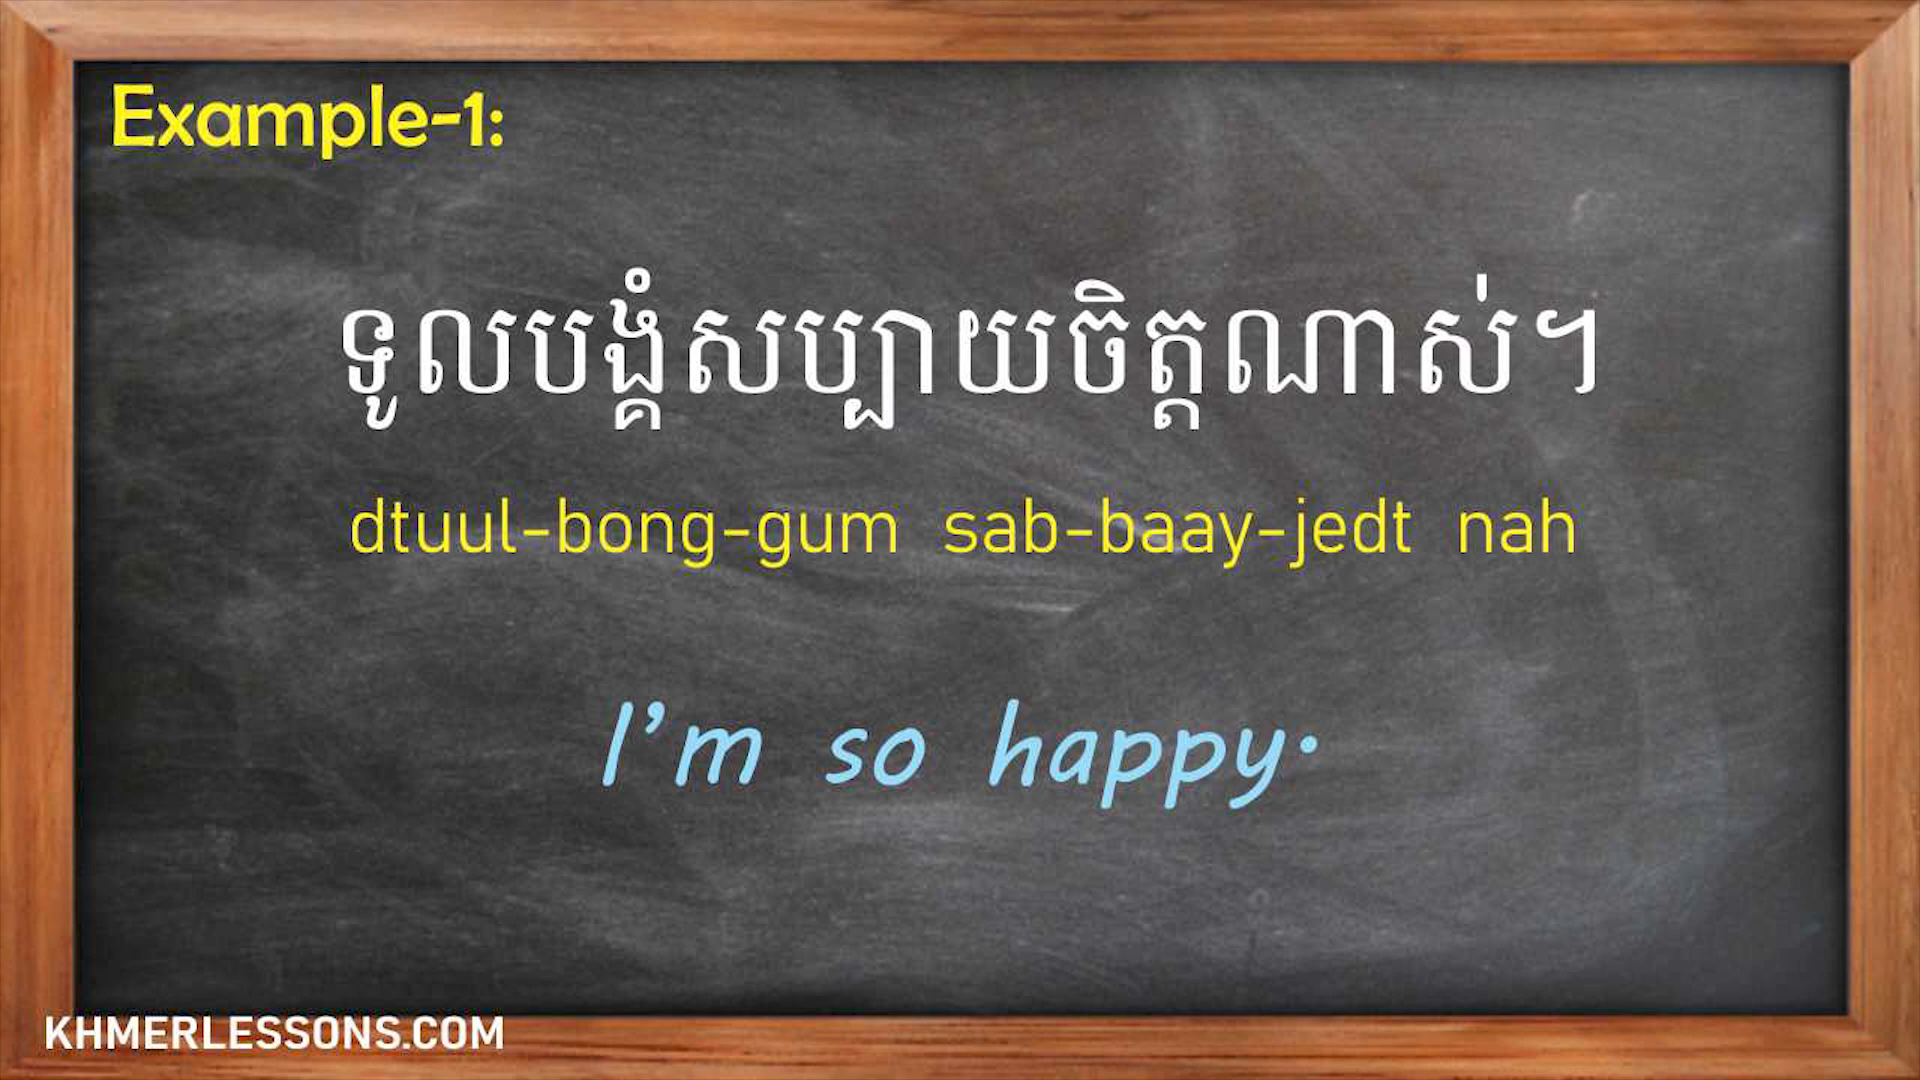 Example-1:
ទូលបង្គំសប្បាយចិត្តណាស់។
dtuul-bong-gum sab-baay-jedt nah
I'm so happy.
KHMERLESSONS.COM